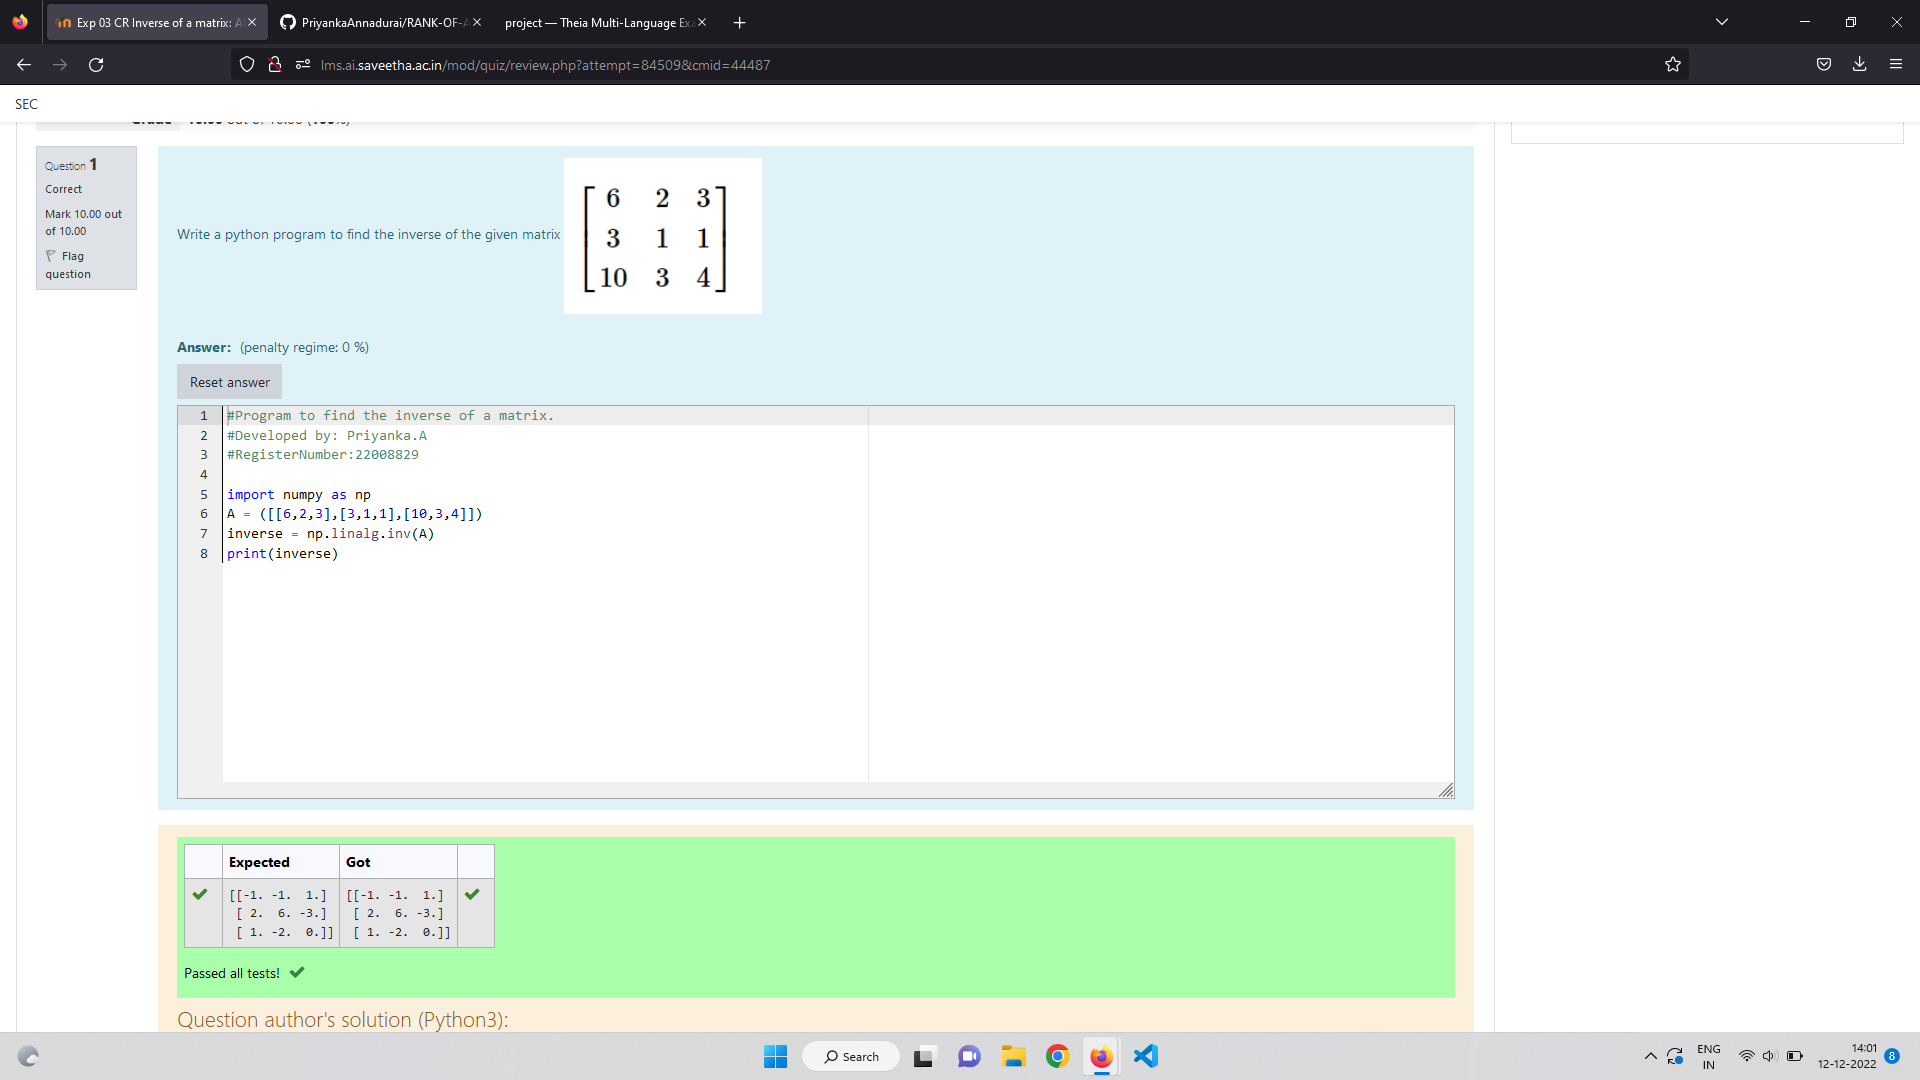 Exp 03 CR Inverse of a matrix: A
PriyankaAnnadurai/RANK-OF-A
project — Theia Multi-Language Exa
lms.ai.saveetha.ac.in/mod/quiz/review.php?attempt=84509&cmid=44487
SEC
Grade 10.00 out of 10.00 (100%)
Question 1
Correct
Mark 10.00 out
of 10.00
Flag
question
Write a python program to find the inverse of the given matrix
6 2 3
3 1 1
10 3 4
Answer: (penalty regime: 0 %)
Reset answer
1 #Program to find the inverse of a matrix.
2 #Developed by: Priyanka.A
3 #RegisterNumber:22008829
4
5 import numpy as np
6 A = ([[6,2,3],[3,1,1],[10,3,4]])
7 inverse = np.linalg.inv(A)
8 print(inverse)
Expected Got
[[-1. -1.  1.] [[-1. -1.  1.]
[ 2.  6. -3.] [ 2.  6. -3.]
[ 1. -2.  0.]] [ 1. -2.  0.]]
Passed all tests!
Question author's solution (Python3):
Search
ENG
IN
14:01
12-12-2022
8